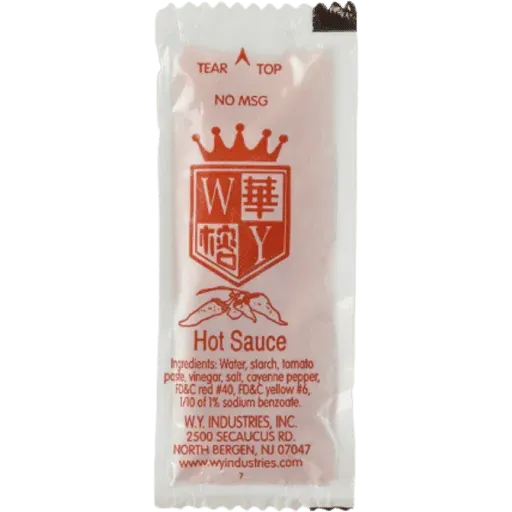 TEAR TOP
NO MSG
W 華
榕 Y
Hot Sauce
Ingredients: Water, starch, tomato
paste, vinegar, salt, cayenne pepper,
FD&C red #40, FD&C yellow #6,
1/10 of 1% sodium benzoate.
W.Y. INDUSTRIES, INC.
2500 SECAUCUS RD.
NORTH BERGEN, NJ 07047
www.wyindustries.com
7